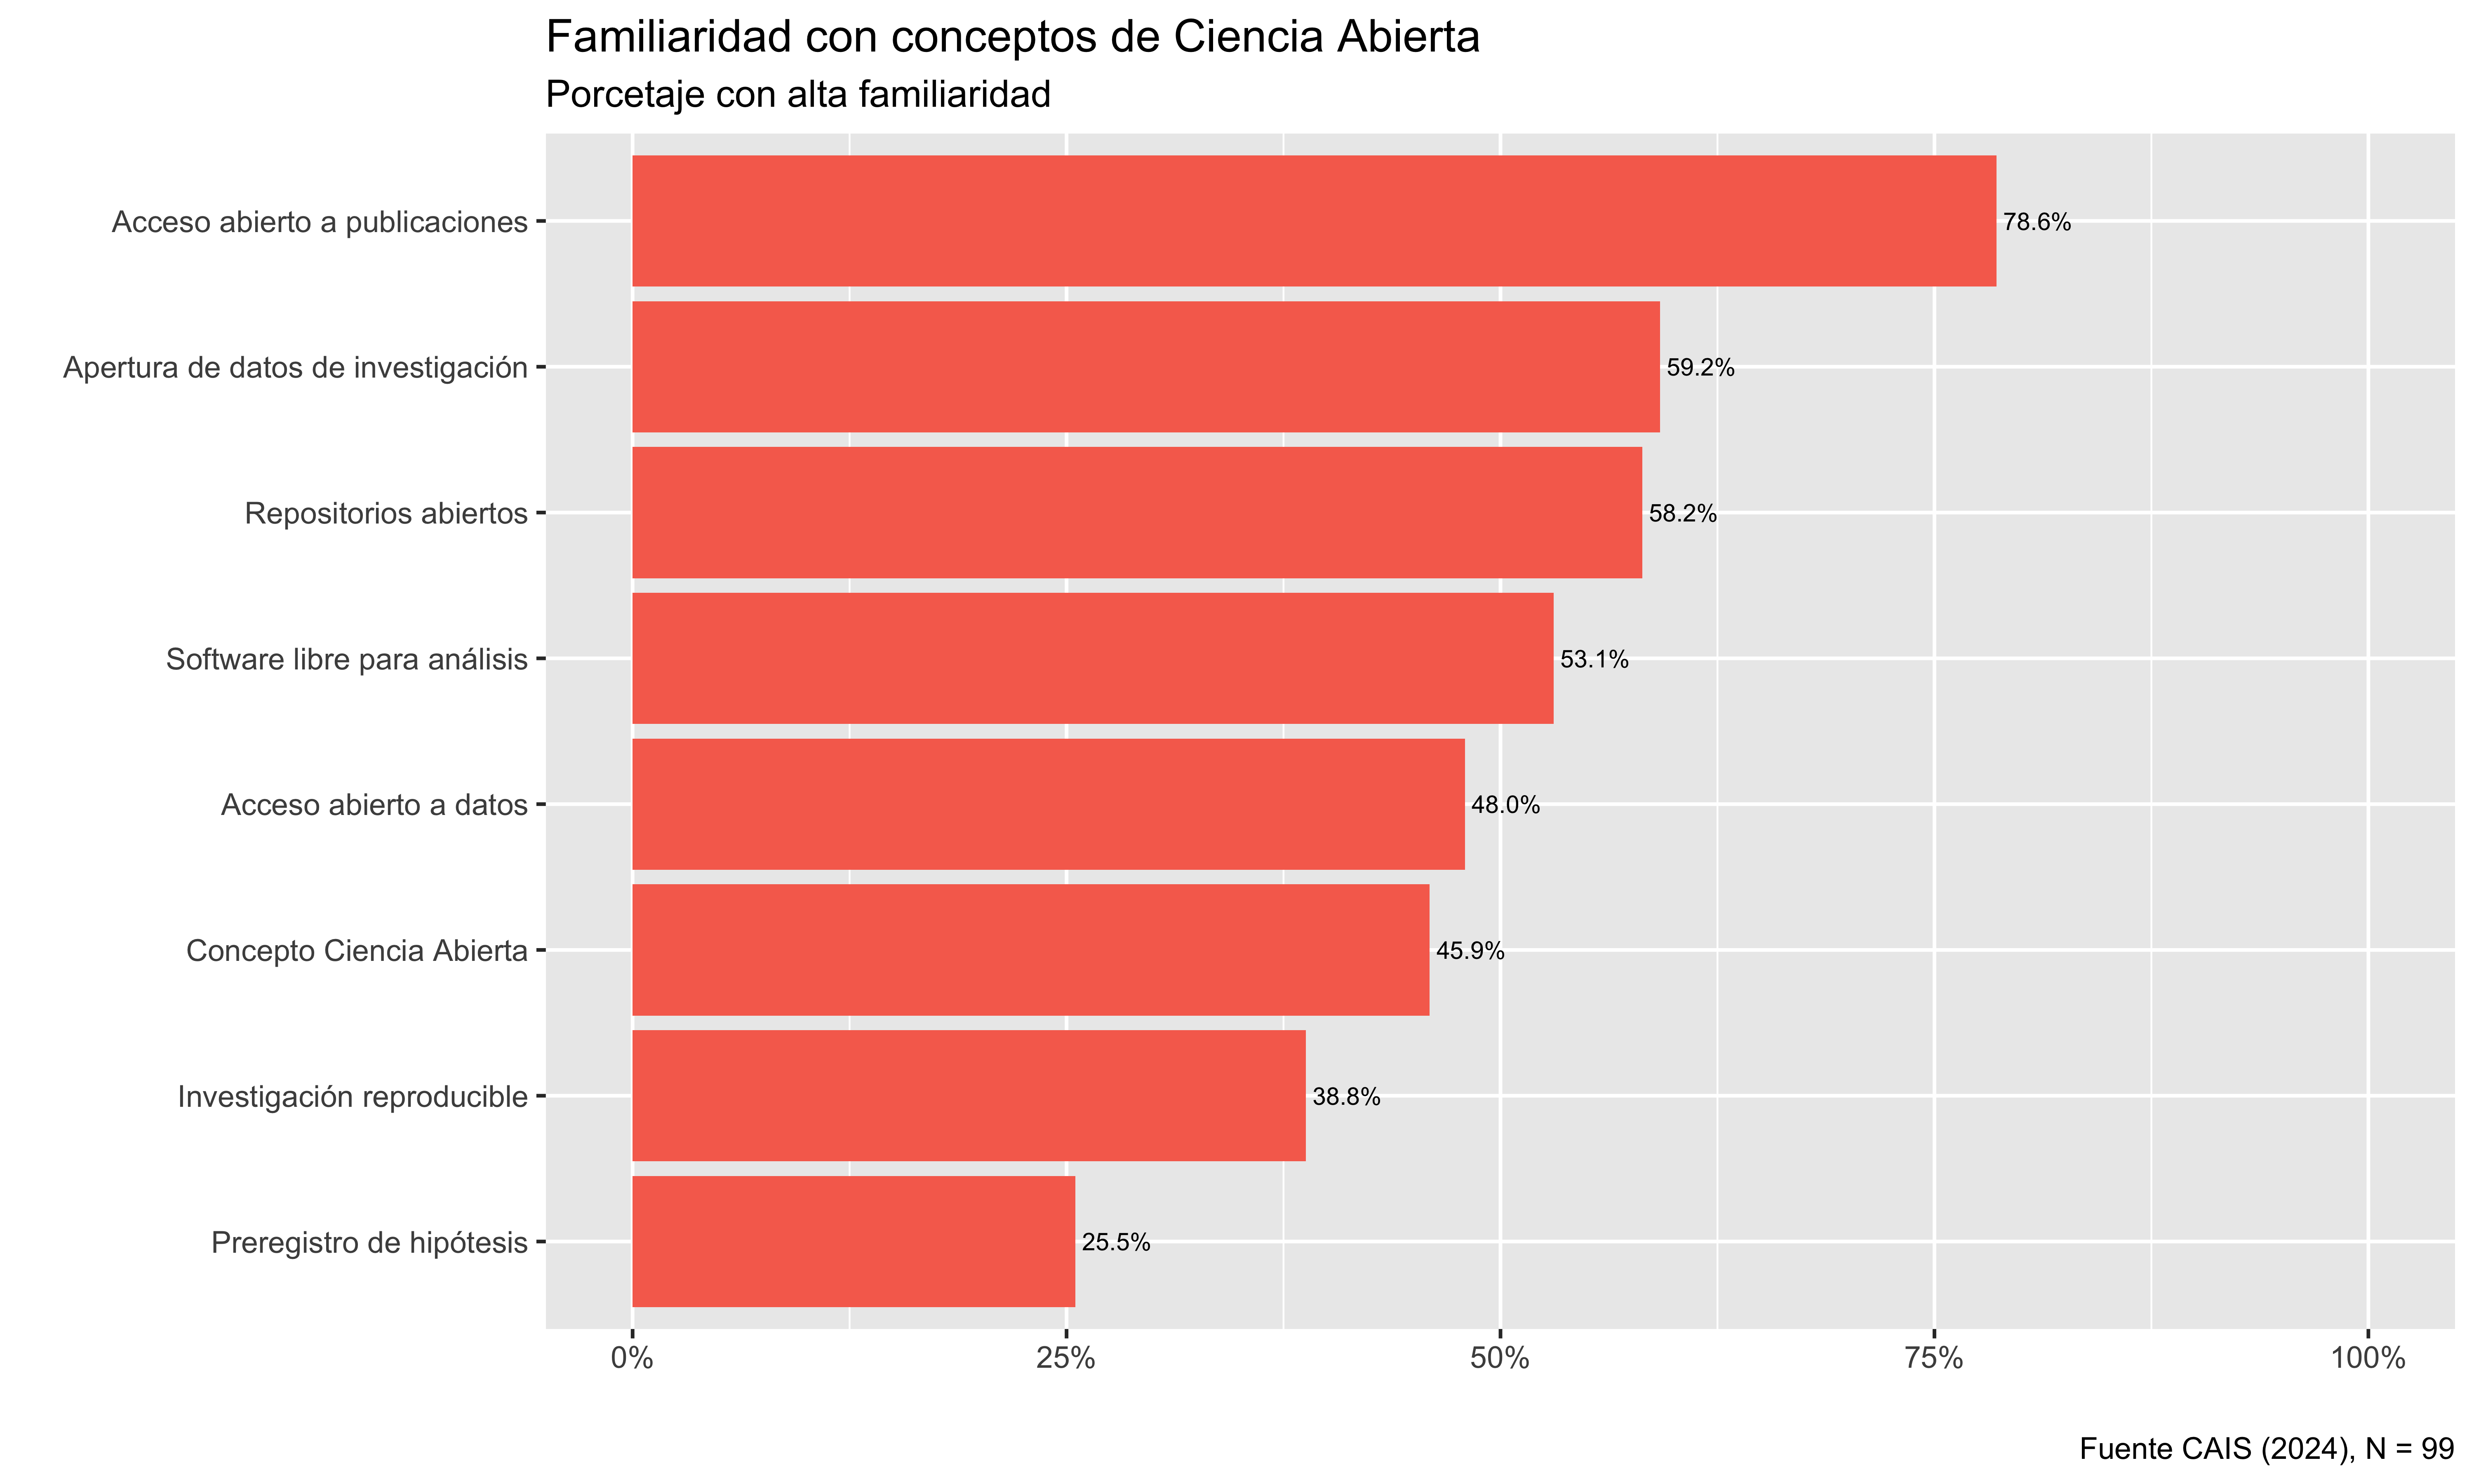 Familiaridad con conceptos de Ciencia Abierta
Porcetaje con alta familiaridad
Acceso abierto a publicaciones
78.6%
Apertura de datos de investigación
59.2%
Repositorios abiertos
58.2%
Software libre para análisis
53.1%
Acceso abierto a datos
48.0%
Concepto Ciencia Abierta
45.9%
Investigación reproducible
38.8%
Preregistro de hipótesis
25.5%
0% 25% 50% 75% 100%
Fuente CAIS (2024), N = 99